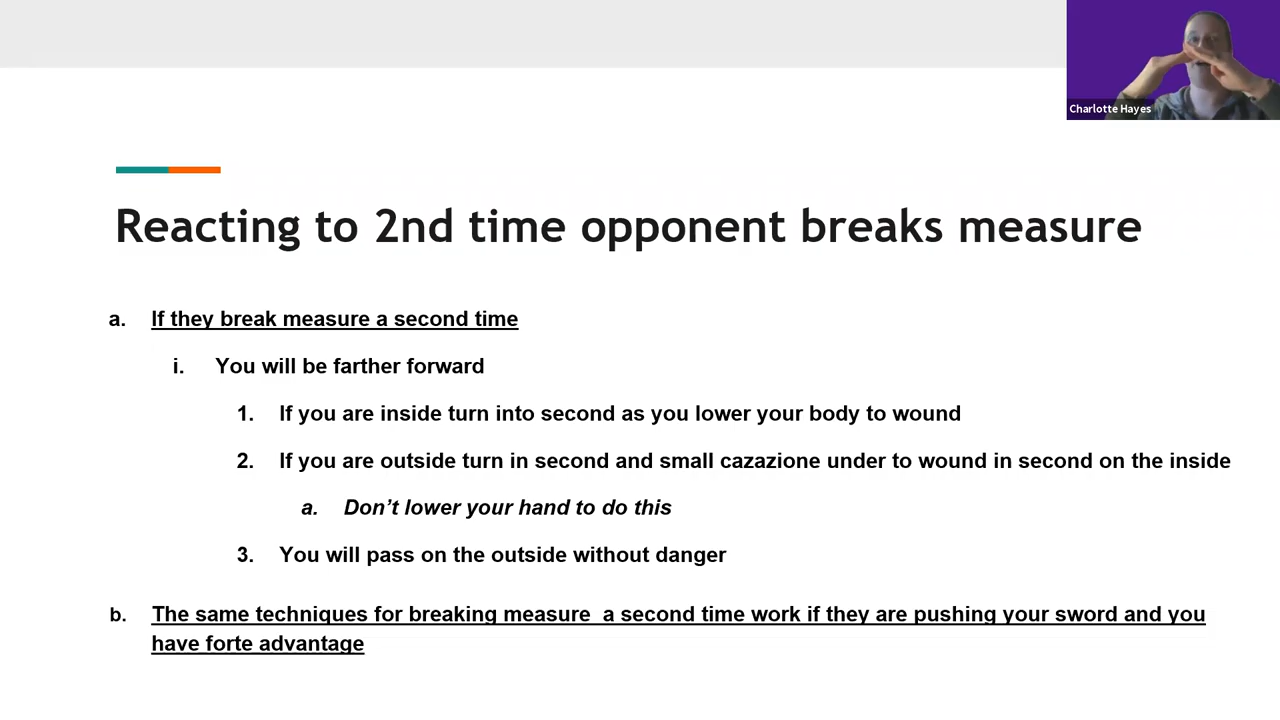 Charlotte Hayes
Reacting to 2nd time opponent breaks measure
a. If they break measure a second time
i. You will be farther forward
1. If you are inside turn into second as you lower your body to wound
2. If you are outside turn in second and small cazazione under to wound in second on the inside
a. Don’t lower your hand to do this
3. You will pass on the outside without danger
b. The same techniques for breaking measure  a second time work if they are pushing your sword and you
have forte advantage